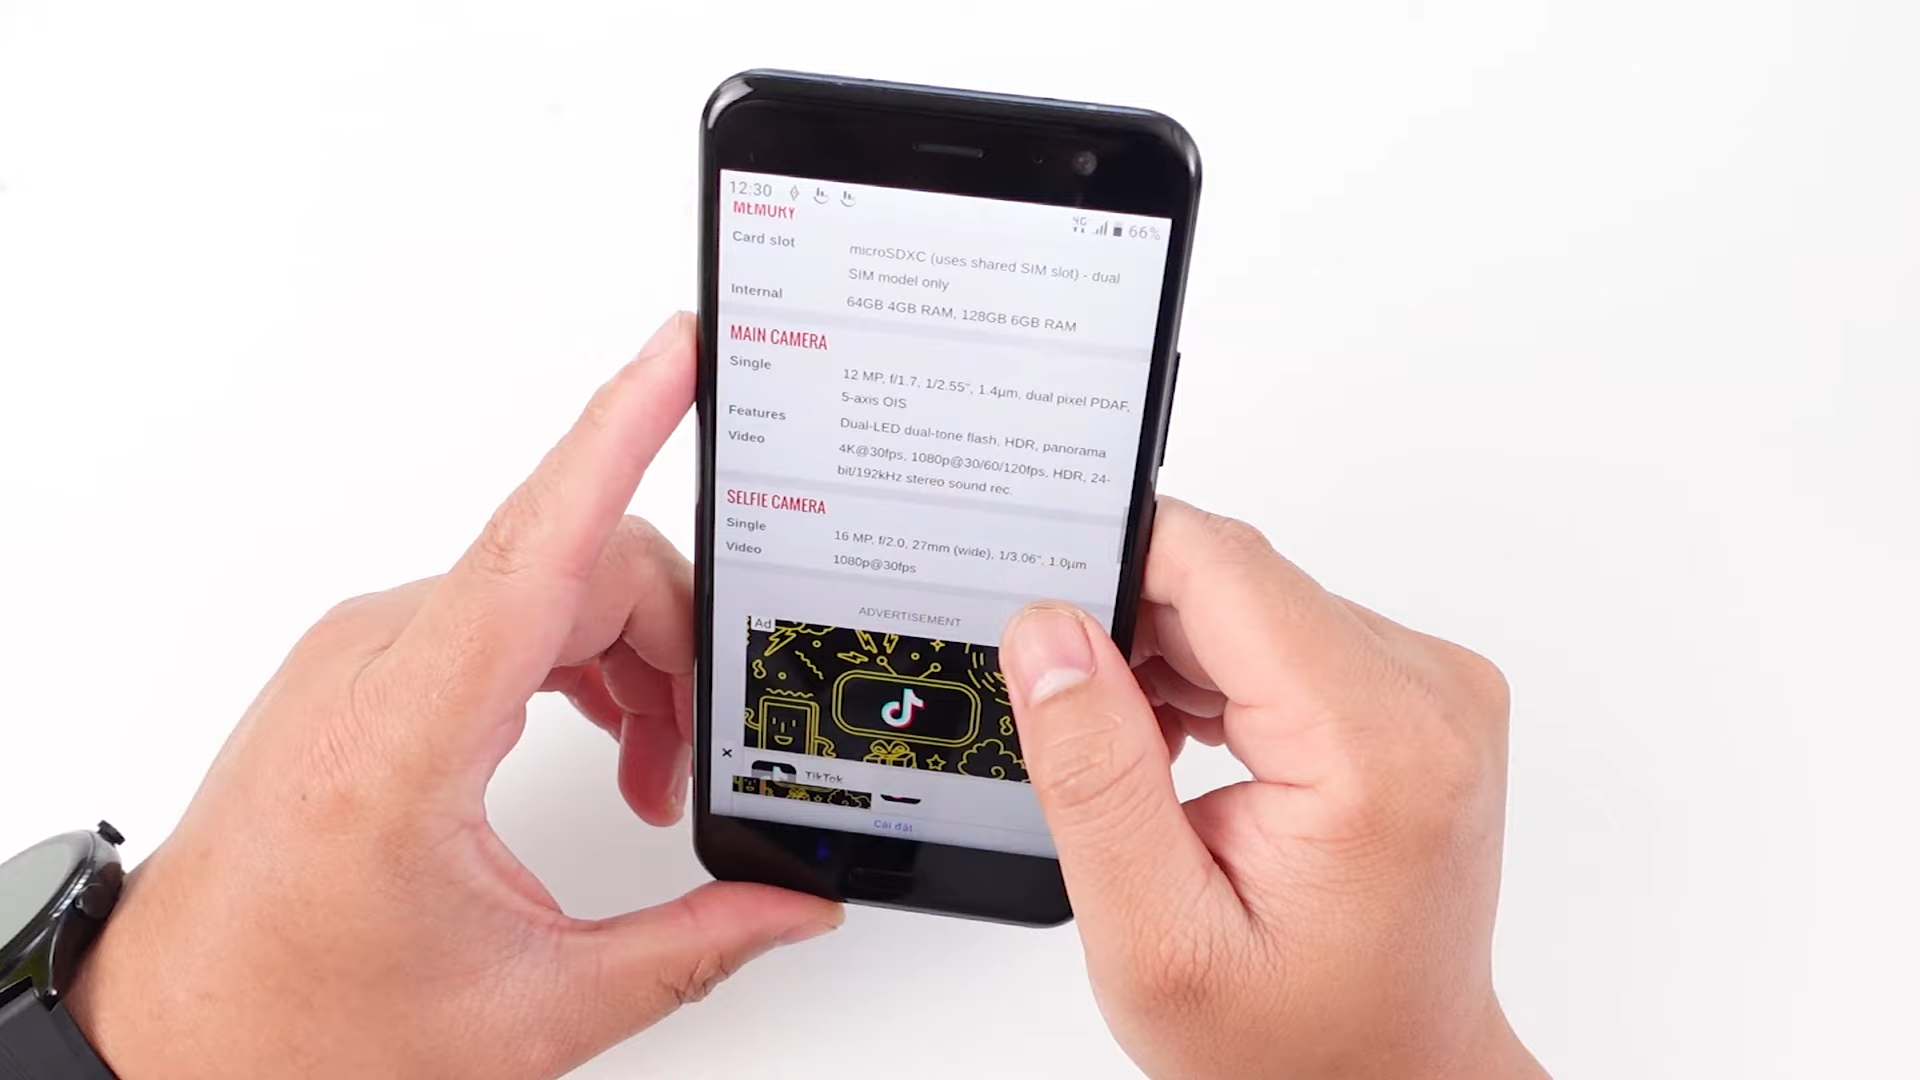 12:30
4G 66%
MEMORY
Card slot microSDXC (uses shared SIM slot) - dual
SIM model only
Internal 64GB 4GB RAM, 128GB 6GB RAM
MAIN CAMERA
Single 12 MP, f/1.7, 1/2.55", 1.4µm, dual pixel PDAF,
5-axis OIS
Features Dual-LED dual-tone flash, HDR, panorama
Video 4K@30fps, 1080p@30/60/120fps, HDR, 24-
bit/192kHz stereo sound rec.
SELFIE CAMERA
Single 16 MP, f/2.0, 27mm (wide), 1/3.06", 1.0µm
Video 1080p@30fps
ADVERTISEMENT
Ad
TikTok
Cài đặt